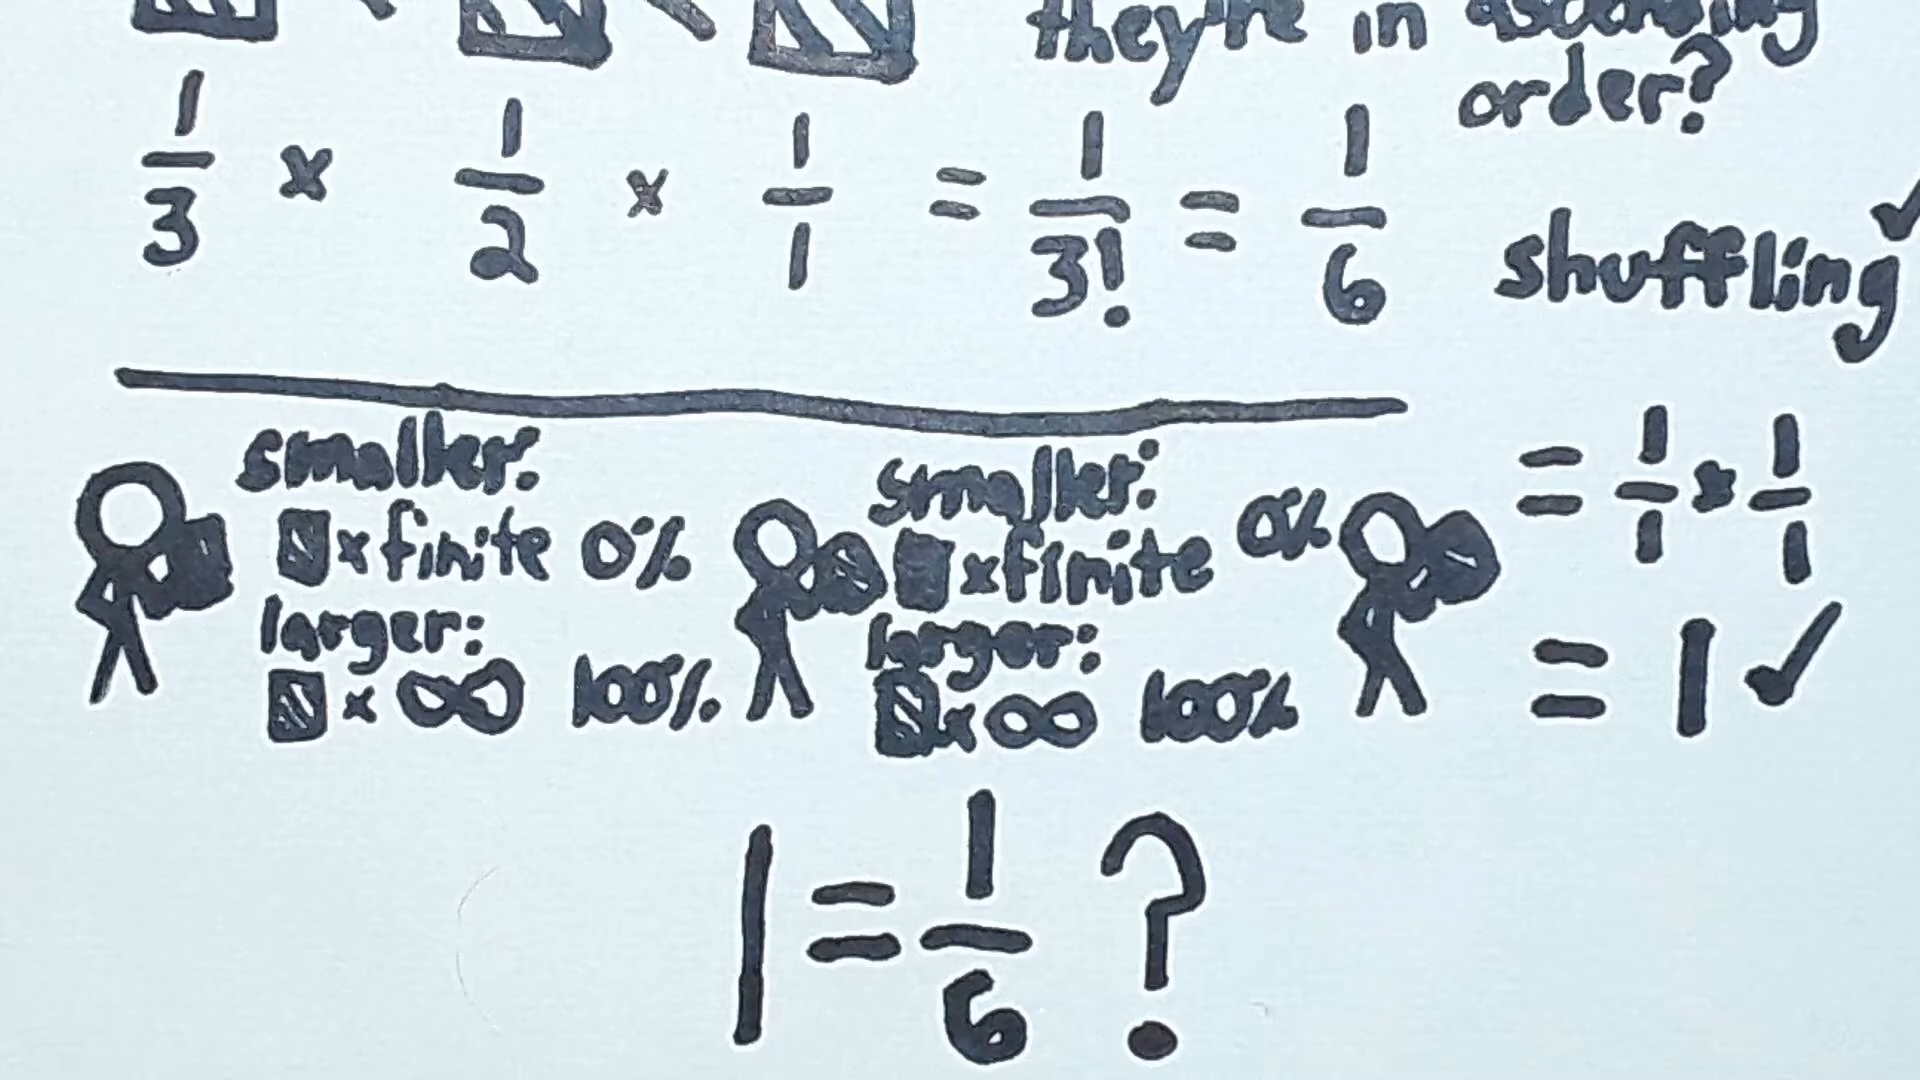 they're in ascending
order?
1/3 × 1/2 × 1/1 = 1/3! = 1/6
shuffling ✓
smaller:
× finite 0%
larger:
× ∞ 100%
smaller:
× finite 0%
larger:
× ∞ 100%
= 1/1 × 1/1
= 1 ✓
1 = 1/6 ?